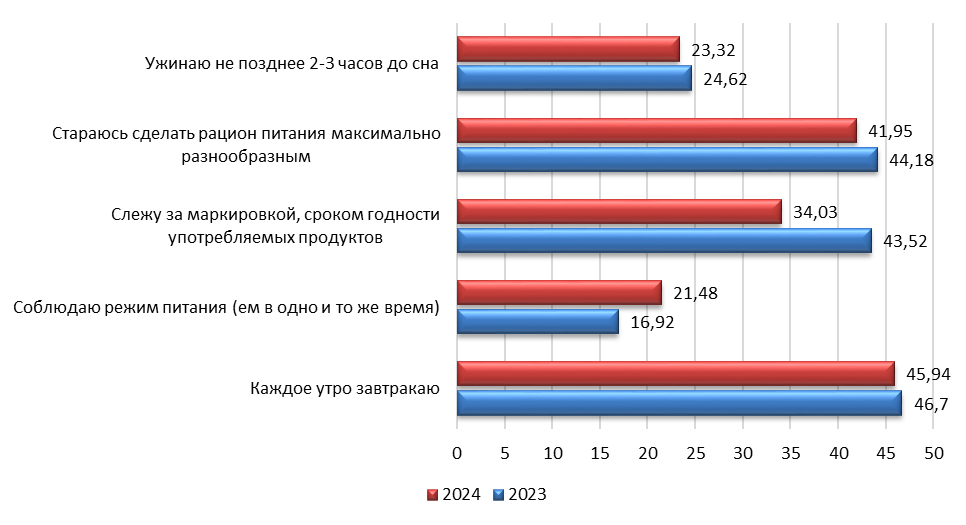 Ужинаю не позднее 2-3 часов до сна
23,32
24,62
Стараюсь сделать рацион питания максимально
разнообразным
41,95
44,18
Слежу за маркировкой, сроком годности
употребляемых продуктов
34,03
43,52
Соблюдаю режим питания (ем в одно и то же время)
21,48
16,92
Каждое утро завтракаю
45,94
46,7
0 5 10 15 20 25 30 35 40 45 50
2024 2023